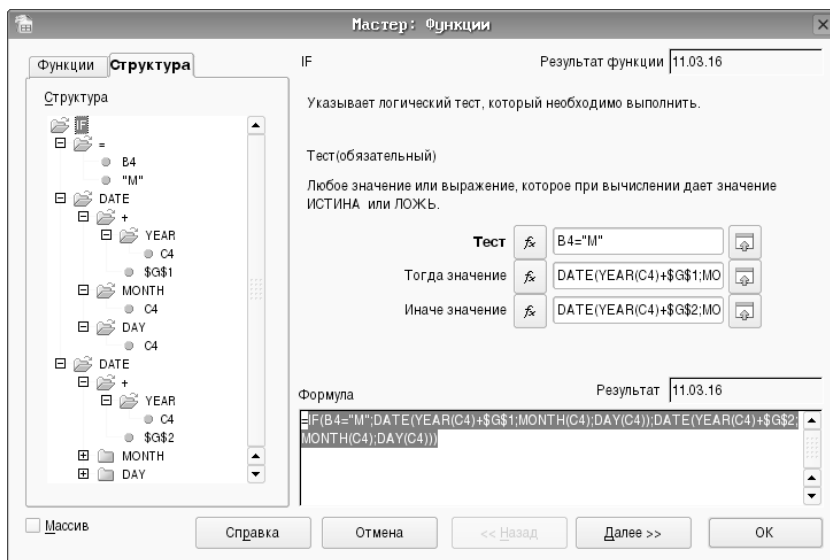 Мастер: Функции
Функции Структура
Структура
IF
=
B4
"M"
DATE
+
YEAR
C4
$G$1
MONTH
C4
DAY
C4
DATE
+
YEAR
C4
$G$2
MONTH
DAY
Массив
IF Результат функции 11.03.16
Указывает логический тест, который необходимо выполнить.
Тест(обязательный)
Любое значение или выражение, которое при вычислении дает значение
ИСТИНА или ЛОЖЬ.
Тест fx B4="M"
Тогда значение fx DATE(YEAR(C4)+$G$1;MO
Иначе значение fx DATE(YEAR(C4)+$G$2;MO
Формула Результат 11.03.16
=IF(B4="M";DATE(YEAR(C4)+$G$1;MONTH(C4);DAY(C4));DATE(YEAR(C4)+$G$2;
MONTH(C4);DAY(C4)))
Справка Отмена << Назад Далее >> OK